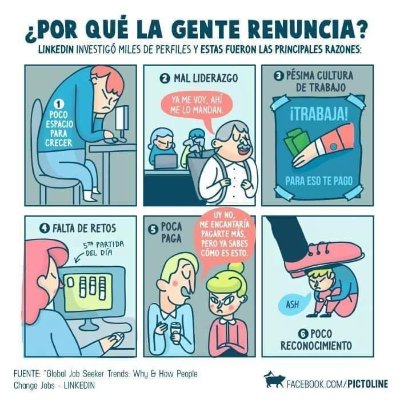 ¿POR QUÉ LA GENTE RENUNCIA?
LINKEDIN INVESTIGÓ MILES DE PERFILES Y ESTAS FUERON LAS PRINCIPALES RAZONES:
1
POCO
ESPACIO
PARA
CRECER
2 MAL LIDERAZGO
YA ME VOY, AHÍ
ME LO MANDAN.
3 PÉSIMA CULTURA
DE TRABAJO
¡TRABAJA!
PARA ESO TE PAGO
4 FALTA DE RETOS
5TA PARTIDA
DEL DÍA
5 POCA
PAGA
UY NO,
ME ENCANTARÍA
PAGARTE MÁS,
PERO YA SABES
CÓMO ES ESTO.
ASH
6 POCO
RECONOCIMIENTO
FUENTE: "Global Job Seeker Trends: Why & How People
Change Jobs - LINKEDIN
FACEBOOK.COM/PICTOLINE